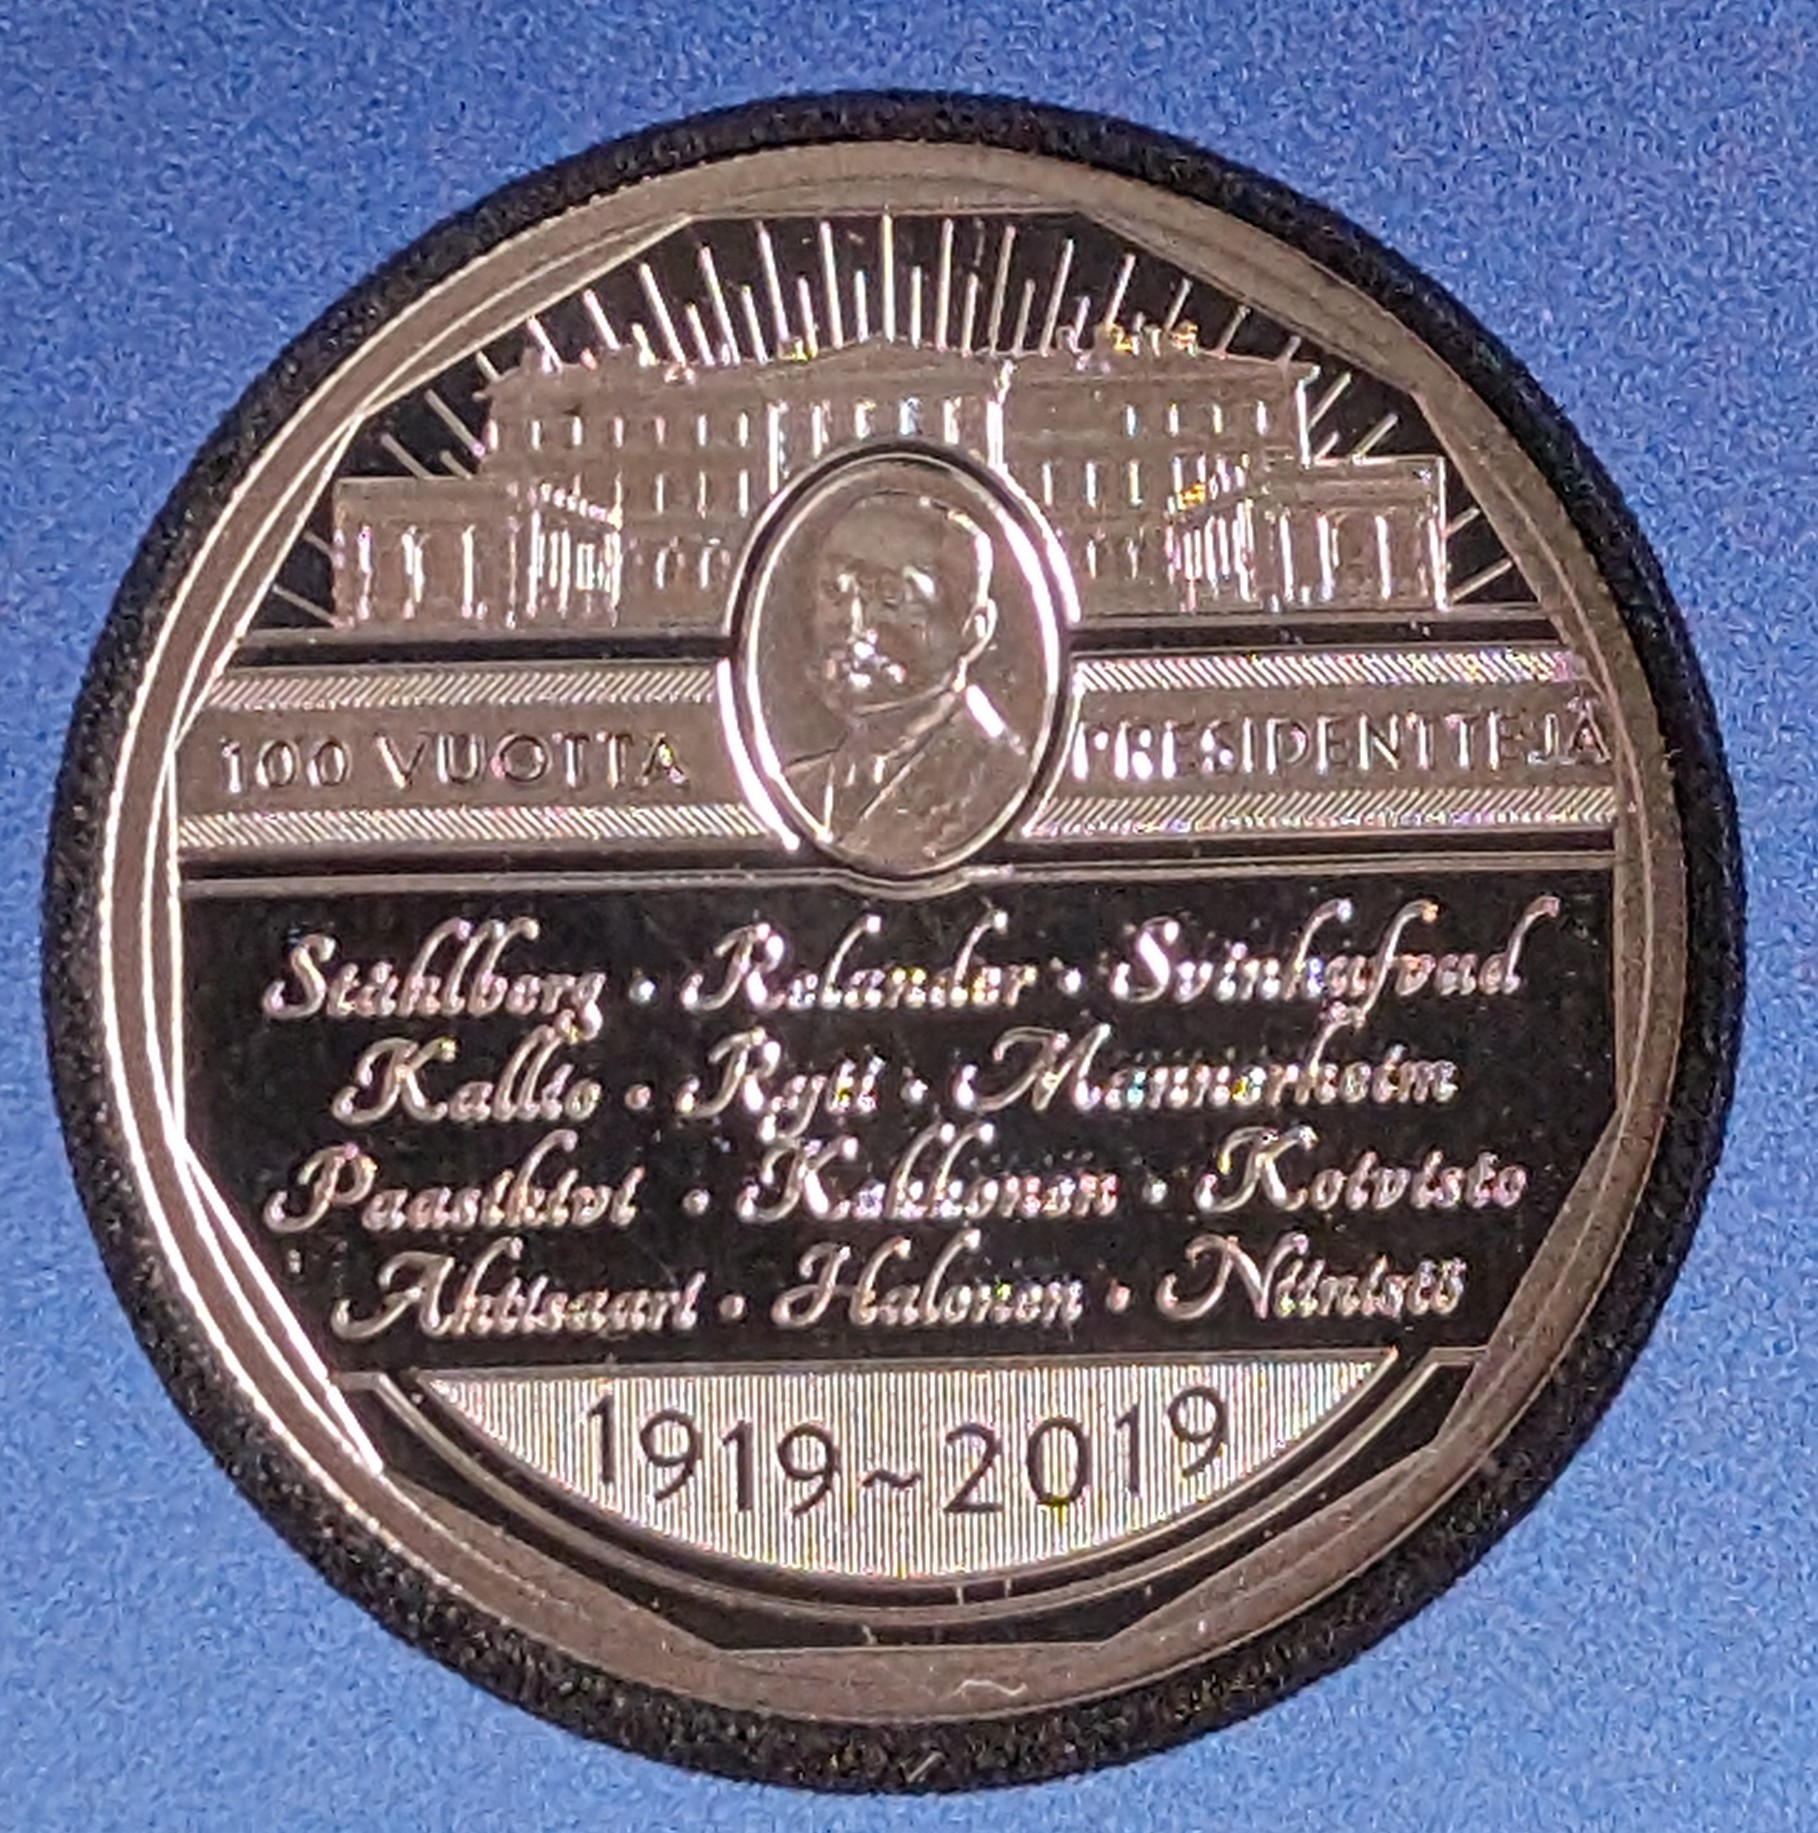 100 VUOTTA PRESIDENTTEJÄ
Ståhlberg • Relander • Svinhufvud
Kallio • Ryti • Mannerheim
Paasikivi • Kekkonen • Koivisto
Ahtisaari • Halonen • Niinistö
1919~2019